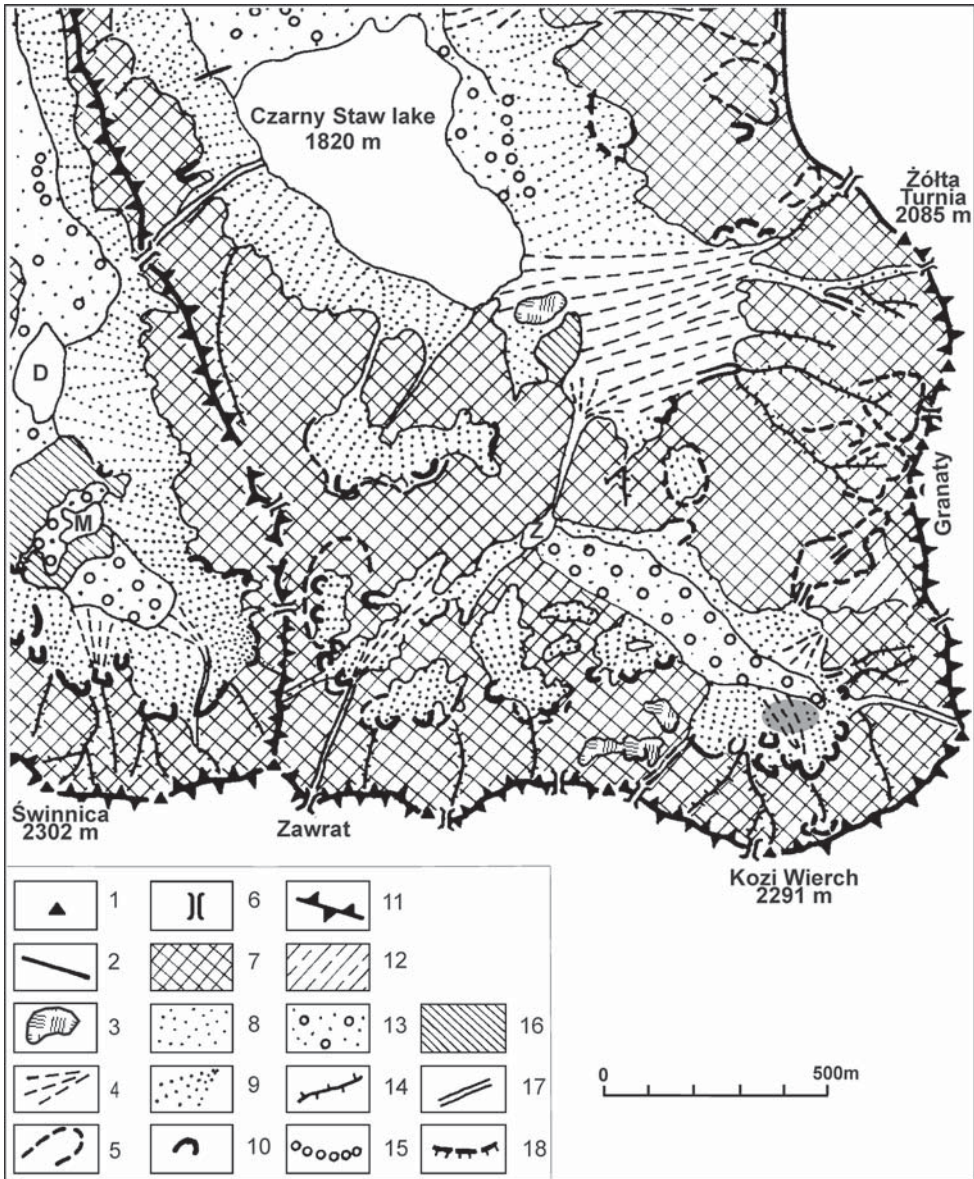 Czarny Staw lake
1820 m
Żółta
Turnia
2085 m
D
Granaty
M
Świnnica
2302 m
Zawrat
Kozi Wierch
2291 m
1
6
11
2
7
12
3
8
13
16
4
9
14
17
5
10
15
18
0
500m